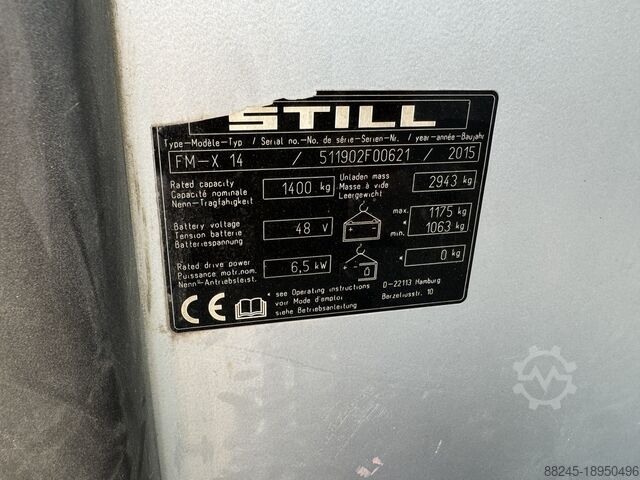 STILL
Type-Modèle-Typ / Serial no.-No. de série-Serien-Nr. / year-année-Baujahr
FM-X 14 / 511902F00621 / 2015
Rated capacity
Capacité nominale
Nenn-Tragfähigkeit
1400 kg
Unladen mass
Masse à vide
Leergewicht
2943 kg
Battery voltage
Tension batterie
Batteriespannung
48 V
max. 1175 kg
min. * 1063 kg
Rated drive power
Puissance motr.nom.
Nenn-Antriebsleist.
6,5 kW
* 0 kg
CE
* see Operating instructions
voir Mode d'emploi
siehe Betriebsanleitung
D-22113 Hamburg
Berzeliusstr. 10
88245-18950496